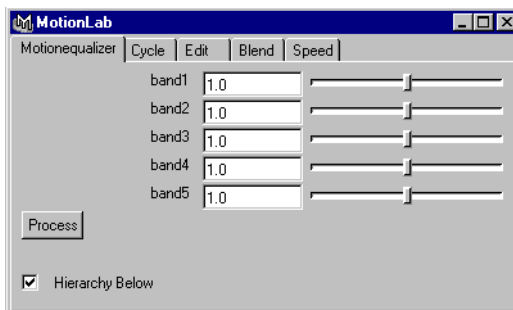 MotionLab
Motionequalizer Cycle Edit Blend Speed
band1 1.0
band2 1.0
band3 1.0
band4 1.0
band5 1.0
Process
Hierarchy Below